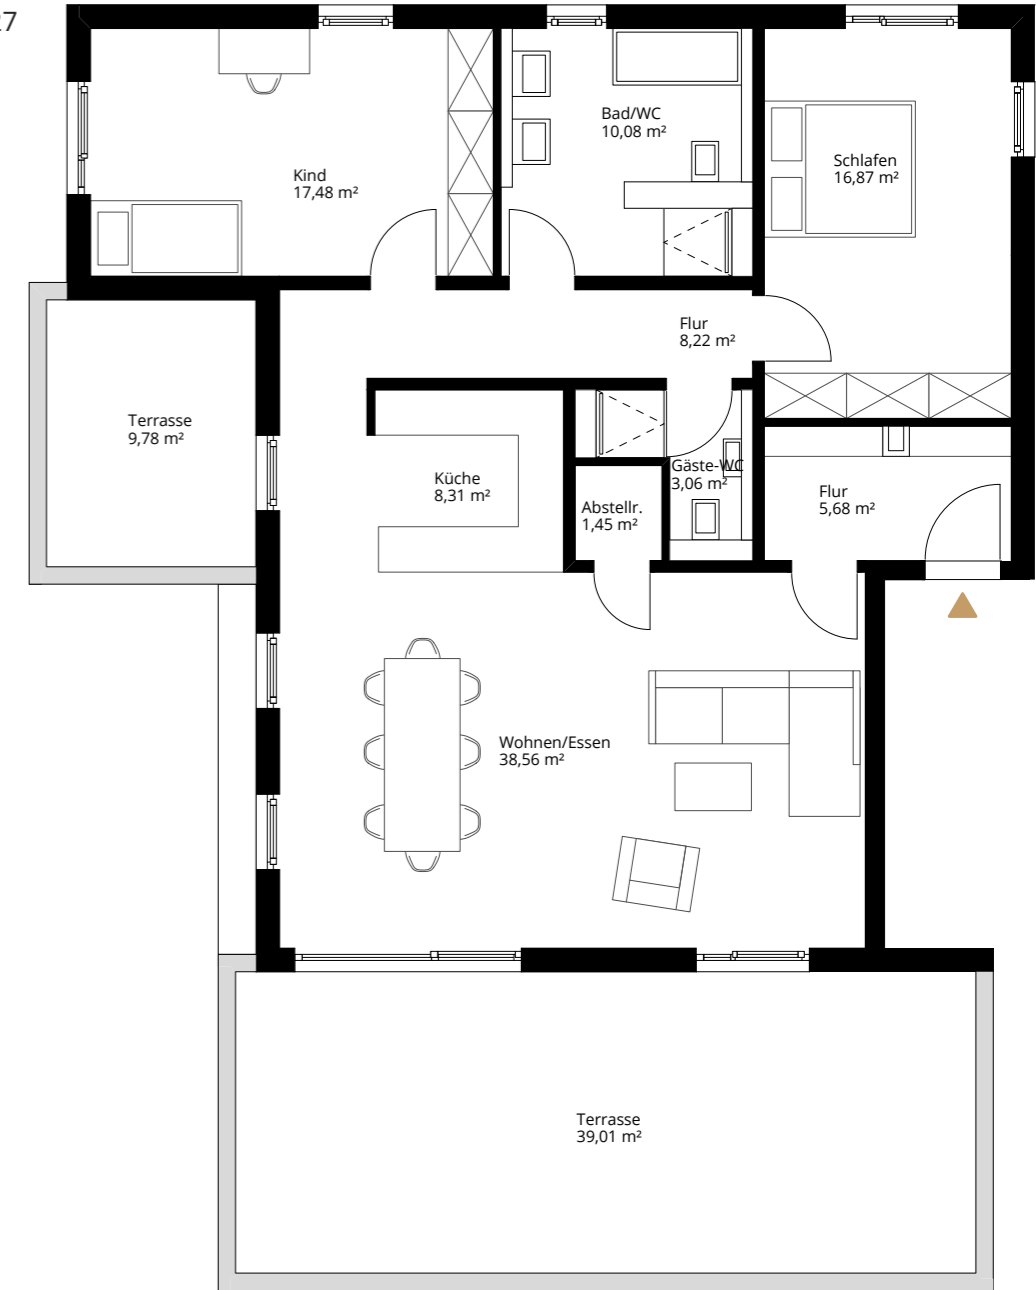 Kind
17,48 m²
Bad/WC
10,08 m²
Schlafen
16,87 m²
Flur
8,22 m²
Terrasse
9,78 m²
Küche
8,31 m²
Abstellr.
1,45 m²
Gäste-WC
3,06 m²
Flur
5,68 m²
Wohnen/Essen
38,56 m²
Terrasse
39,01 m²